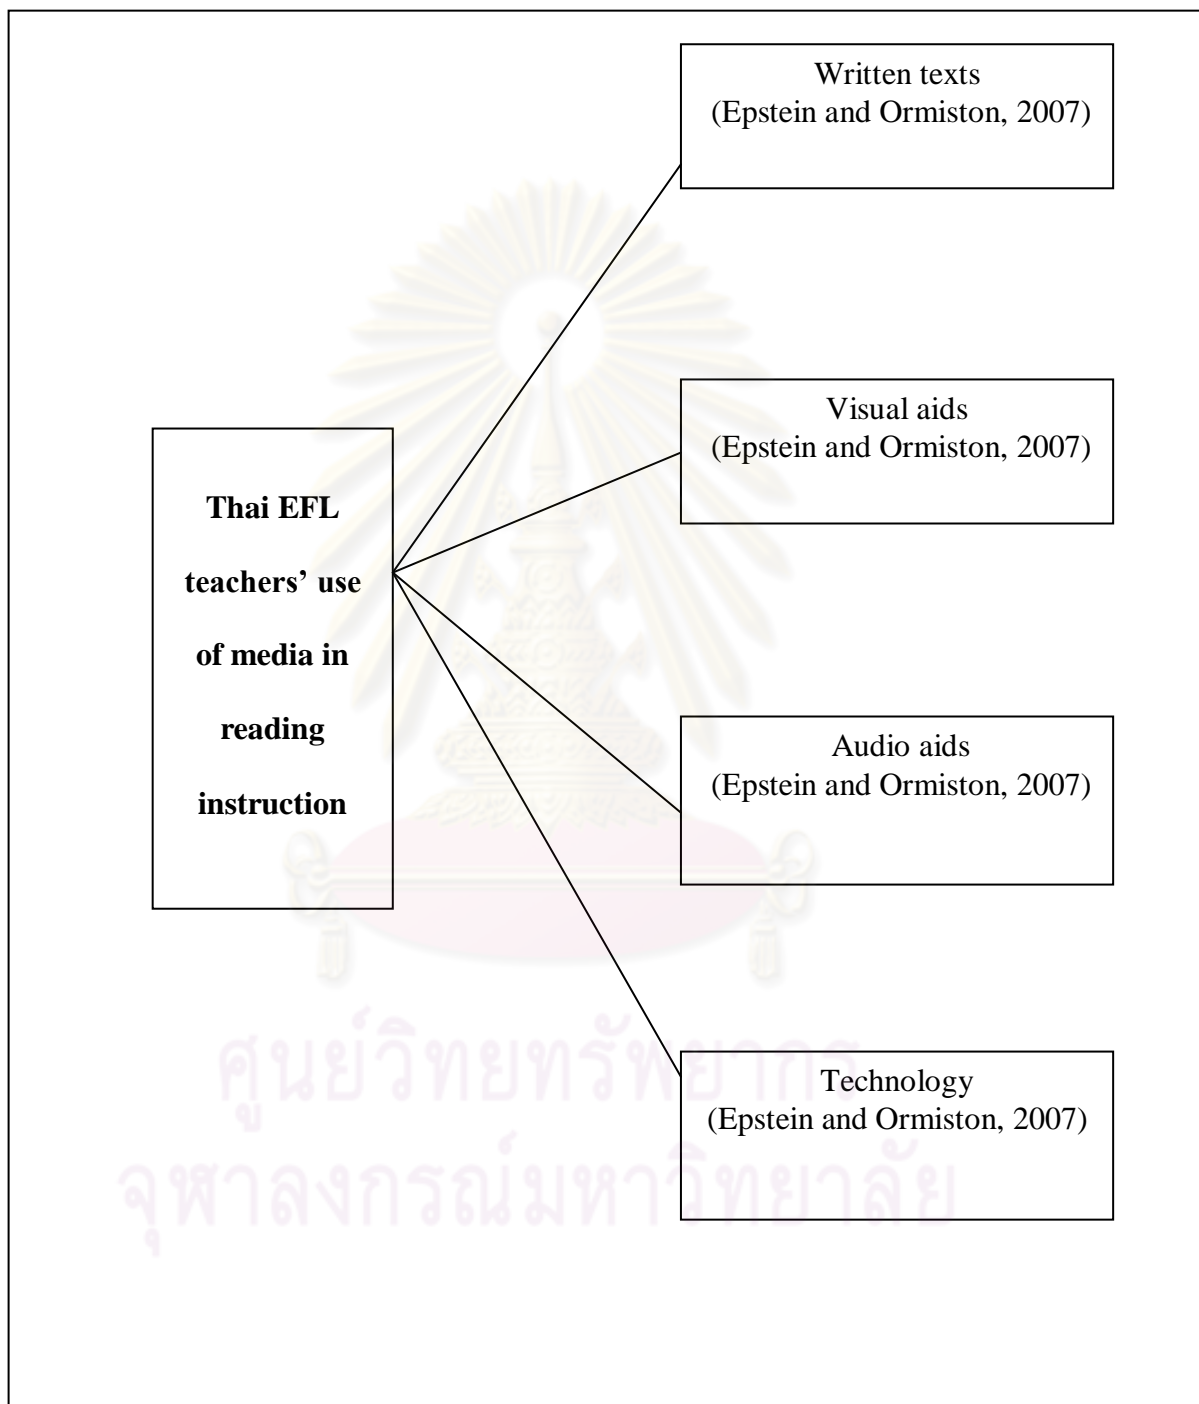 Written texts
(Epstein and Ormiston, 2007)
Visual aids
(Epstein and Ormiston, 2007)
Thai EFL
teachers’ use
of media in
reading
instruction
Audio aids
(Epstein and Ormiston, 2007)
Technology
(Epstein and Ormiston, 2007)
ศูนย์วิทยทรัพยากร
จุฬาลงกรณ์มหาวิทยาลัย